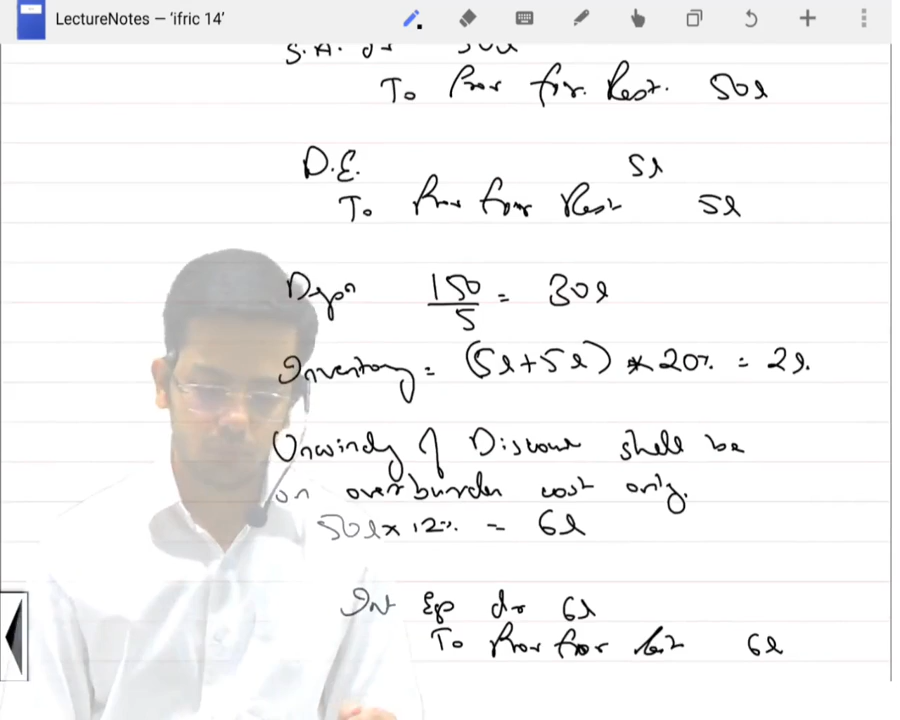 LectureNotes – 'ifric 14'
S.A. dr 50l
To Prov for. Rest. 50l
D.E. 5l
To Prov for Rest 5l
Depn 150/5 = 30l
Inventory = (5l+5l) * 20% = 2l.
Unwinding of Discount shall be
on overburden cost only.
50l x 12% = 6l
Int Exp dr 6l
To Prov for Rest 6l